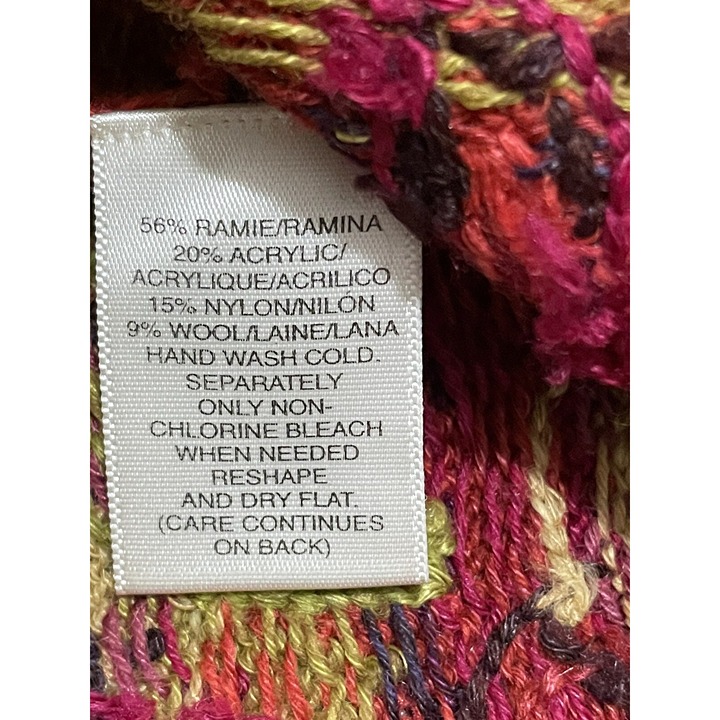 56% RAMIE/RAMINA
20% ACRYLIC/
ACRYLIQUE/ACRILICO
15% NYLON/NILÓN
9% WOOL/LAINE/LANA
HAND WASH COLD.
SEPARATELY
ONLY NON-
CHLORINE BLEACH
WHEN NEEDED
RESHAPE
AND DRY FLAT.
(CARE CONTINUES
ON BACK)